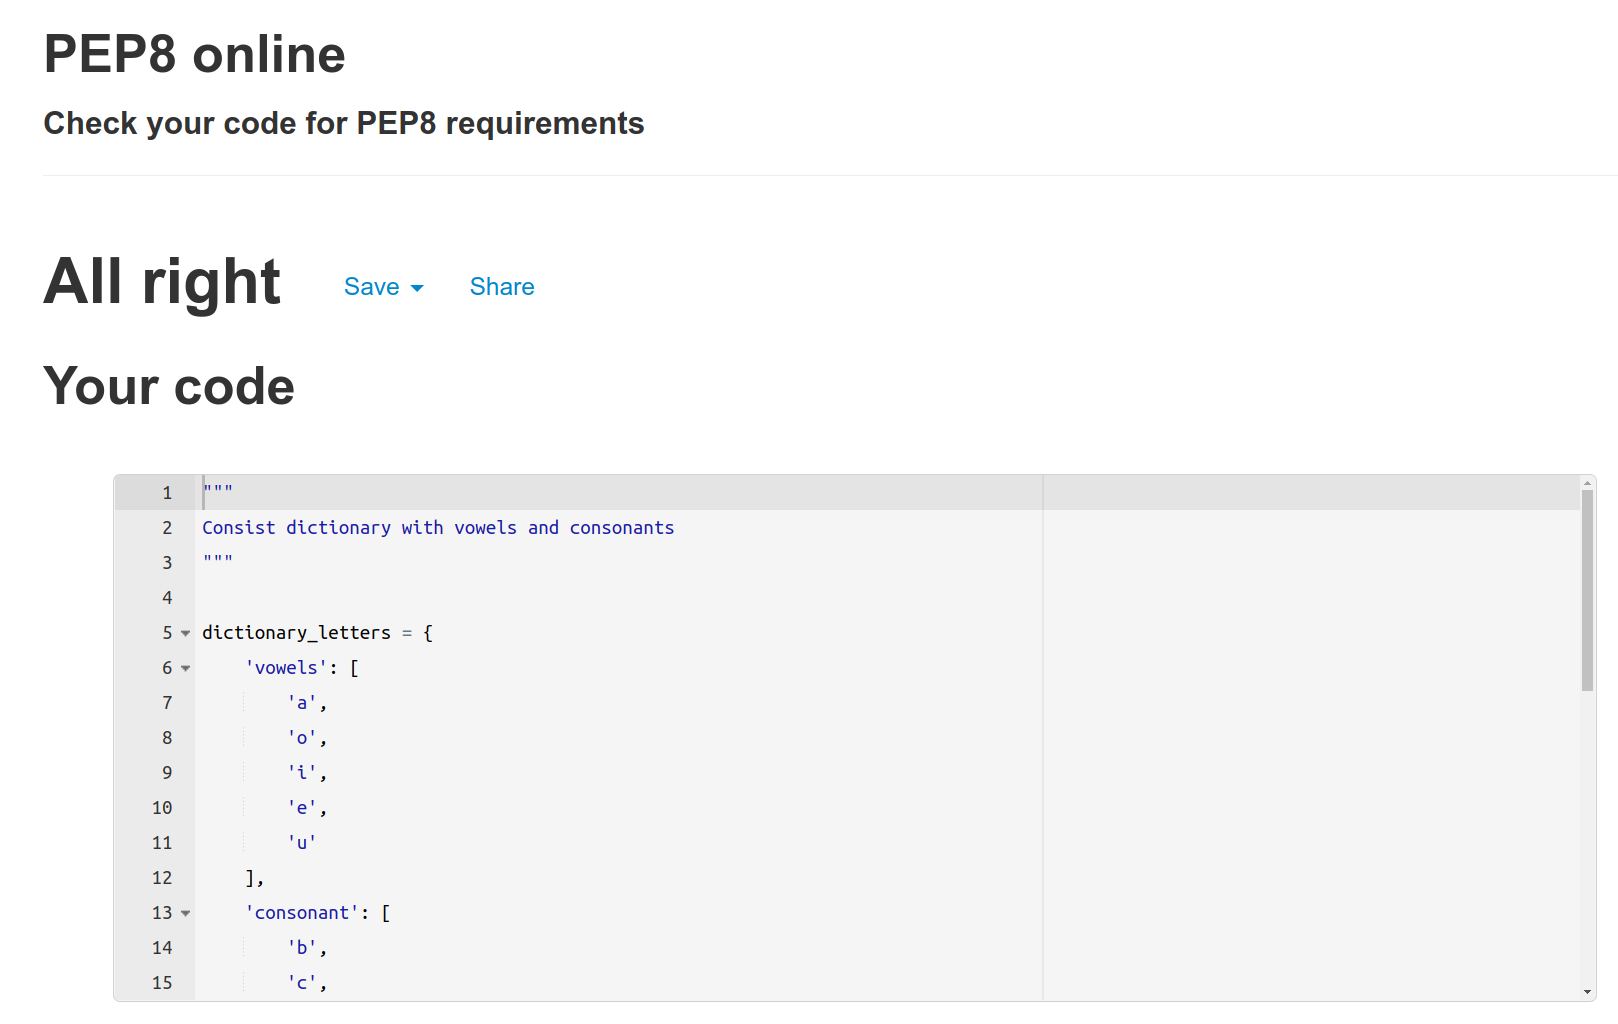 PEP8 online
Check your code for PEP8 requirements
All right Save Share
Your code
1 """
2 Consist dictionary with vowels and consonants
3 """
4
5 dictionary_letters = {
6 'vowels': [
7 'a',
8 'o',
9 'i',
10 'e',
11 'u'
12 ],
13 'consonant': [
14 'b',
15 'c',